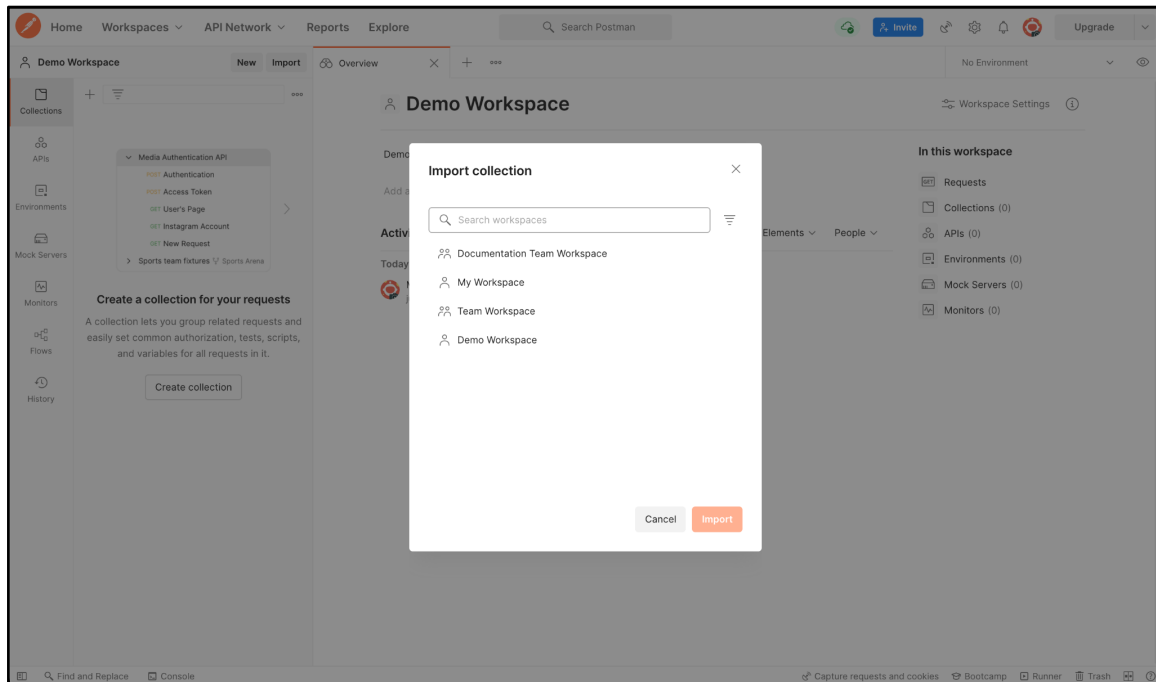 Home Workspaces API Network Reports Explore Search Postman Invite Upgrade
Demo Workspace New Import Overview No Environment
Collections
APIs
Environments
Mock Servers
Monitors
Flows
History
Media Authentication API
POST Authentication
POST Access Token
GET User's Page
GET Instagram Account
GET New Request
Sports team fixtures Sports Arena
Create a collection for your requests
A collection lets you group related requests and
easily set common authorization, tests, scripts,
and variables for all requests in it.
Create collection
Demo Workspace Workspace Settings
Demo
Add a
Activi
Elements People
Today
Import collection
Search workspaces
Documentation Team Workspace
My Workspace
Team Workspace
Demo Workspace
Cancel Import
In this workspace
GET Requests
Collections (0)
APIs (0)
Environments (0)
Mock Servers (0)
Monitors (0)
Find and Replace Console Capture requests and cookies Bootcamp Runner Trash